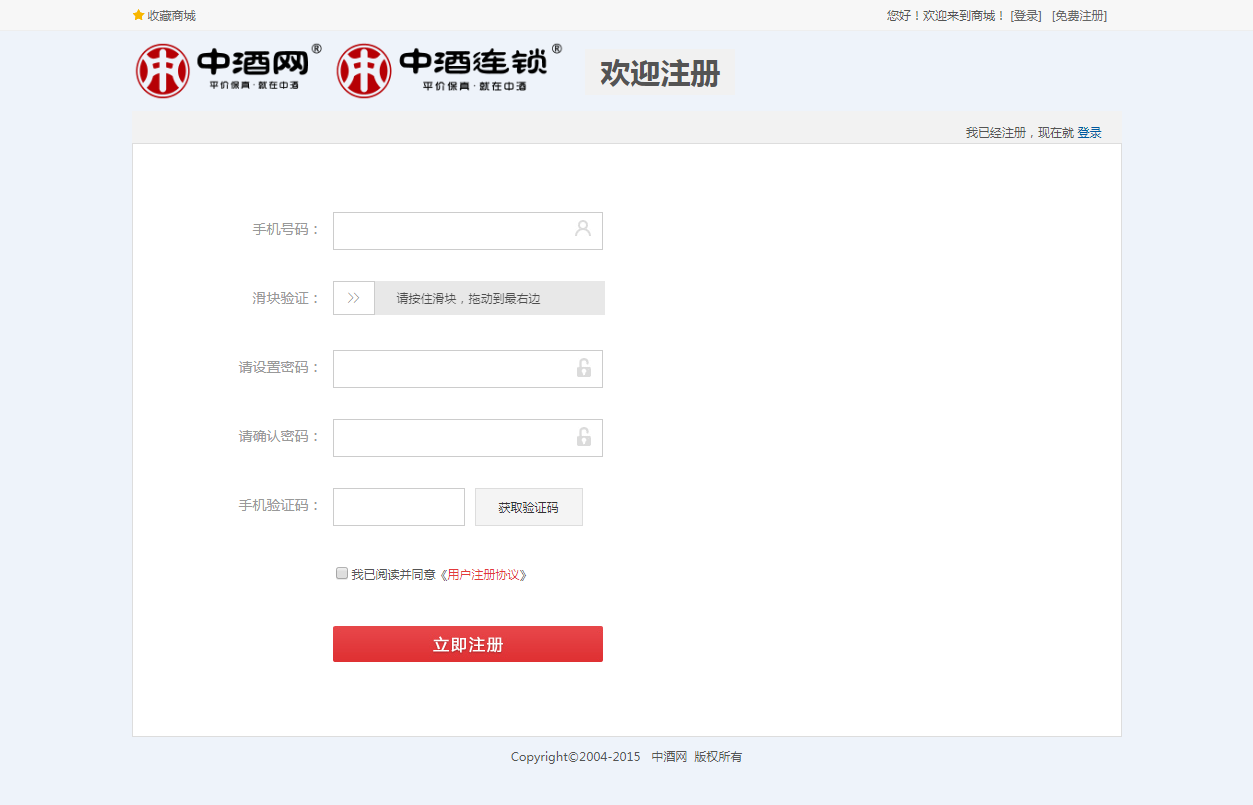 收藏商城
您好！欢迎来到商城！ [登录] [免费注册]
中酒网® 中酒连锁® 欢迎注册
平价保真·就在中酒 平价保真·就在中酒
我已经注册，现在就 登录
手机号码：
滑块验证： 请按住滑块，拖动到最右边
请设置密码：
请确认密码：
手机验证码： 获取验证码
我已阅读并同意《用户注册协议》
立即注册
Copyright©2004-2015 中酒网 版权所有